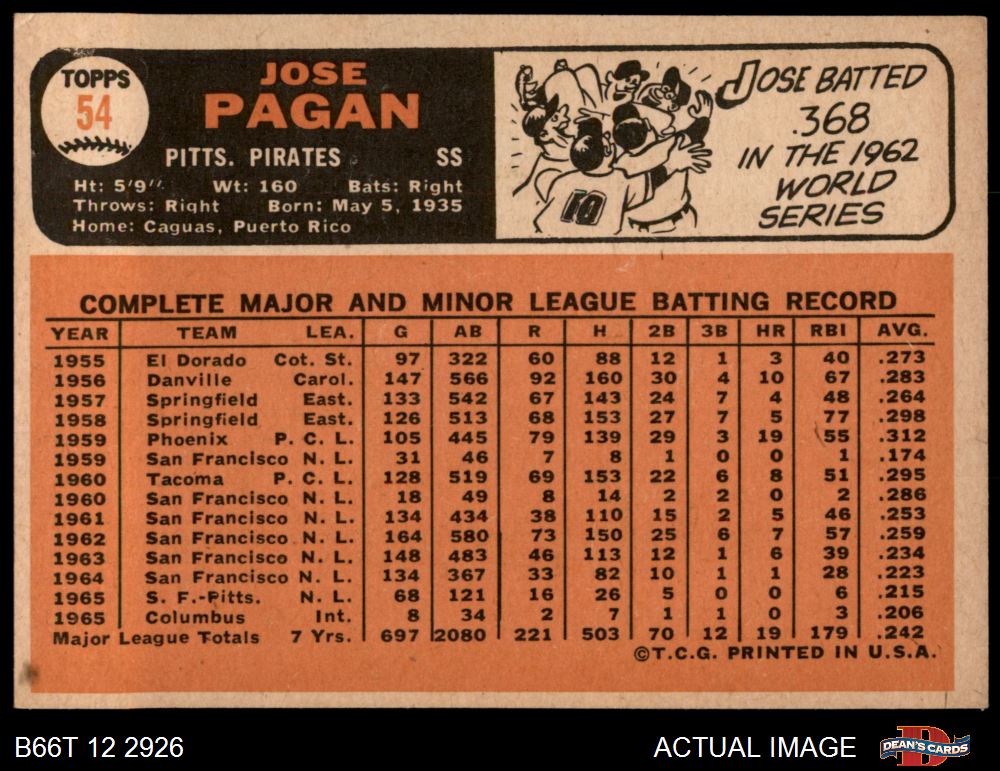 TOPPS
54
JOSE
PAGAN
PITTS. PIRATES SS
Ht: 5'9" Wt: 160 Bats: Right
Throws: Right Born: May 5, 1935
Home: Caguas, Puerto Rico
10
JOSE BATTED
.368
IN THE 1962
WORLD
SERIES
COMPLETE MAJOR AND MINOR LEAGUE BATTING RECORD
YEAR TEAM LEA. G AB R H 2B 3B HR RBI AVG.
1955 El Dorado Cot. St. 97 322 60 88 12 1 3 40 .273
1956 Danville Carol. 147 566 92 160 30 4 10 67 .283
1957 Springfield East. 133 542 67 143 24 7 4 48 .264
1958 Springfield East. 126 513 68 153 27 7 5 77 .298
1959 Phoenix P. C. L. 105 445 79 139 29 3 19 55 .312
1959 San Francisco N. L. 31 46 7 8 1 0 0 1 .174
1960 Tacoma P. C. L. 128 519 69 153 22 6 8 51 .295
1960 San Francisco N. L. 18 49 8 14 2 2 0 2 .286
1961 San Francisco N. L. 134 434 38 110 15 2 5 46 .253
1962 San Francisco N. L. 164 580 73 150 25 6 7 57 .259
1963 San Francisco N. L. 148 483 46 113 12 1 6 39 .234
1964 San Francisco N. L. 134 367 33 82 10 1 1 28 .223
1965 S. F.-Pitts. N. L. 68 121 16 26 5 0 0 6 .215
1965 Columbus Int. 8 34 2 7 1 1 0 3 .206
Major League Totals 7 Yrs. 697 2080 221 503 70 12 19 179 .242
©T.C.G. PRINTED IN U.S.A.
B66T 12 2926
ACTUAL IMAGE
DEAN'S CARDS